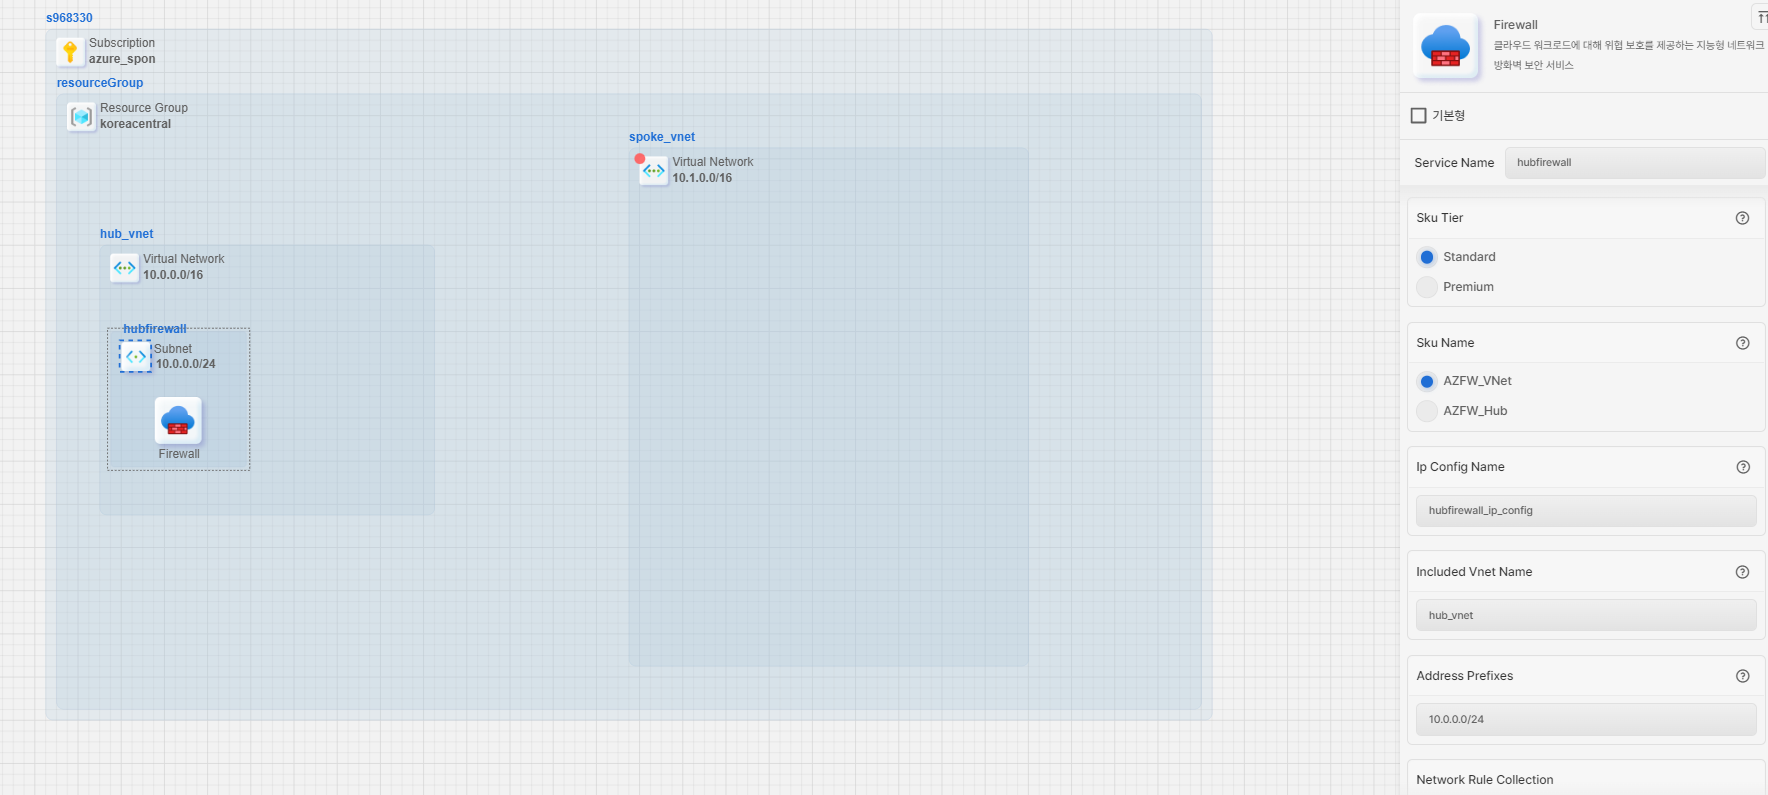 s968330
Subscription
azure_spon
resourceGroup
Resource Group
koreacentral
spoke_vnet
Virtual Network
10.1.0.0/16
hub_vnet
Virtual Network
10.0.0.0/16
hubfirewall
Subnet
10.0.0.0/24
Firewall
Firewall
클라우드 워크로드에 대해 위협 보호를 제공하는 지능형 네트워크
방화벽 보안 서비스
기본형
Service Name
hubfirewall
Sku Tier
Standard
Premium
Sku Name
AZFW_VNet
AZFW_Hub
Ip Config Name
hubfirewall_ip_config
Included Vnet Name
hub_vnet
Address Prefixes
10.0.0.0/24
Network Rule Collection